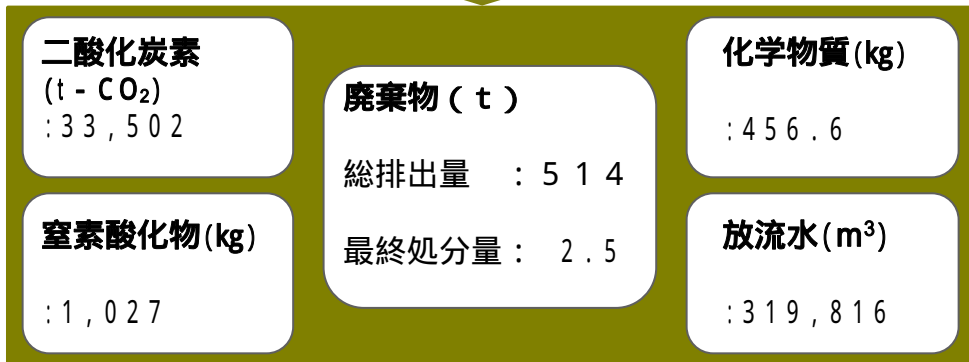 二酸化炭素
(t - CO₂)
:33,502
窒素酸化物(kg)
:1,027
廃棄物(t)
総排出量 :514
最終処分量: 2.5
化学物質(kg)
:456.6
放流水(m³)
:319,816